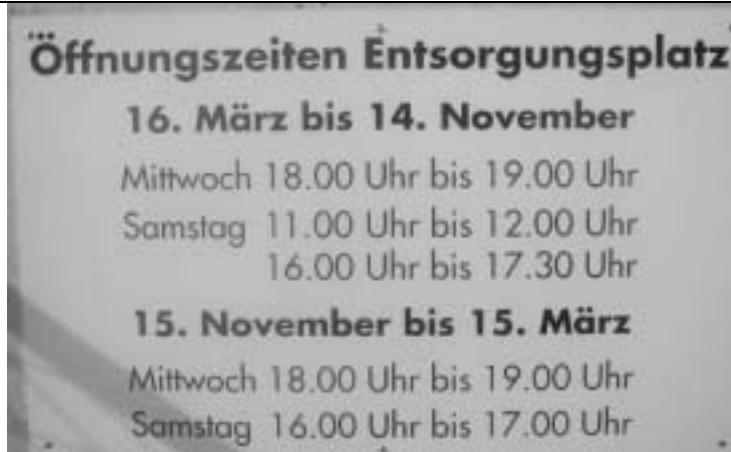 Öffnungszeiten Entsorgungsplatz
16. März bis 14. November
Mittwoch 18.00 Uhr bis 19.00 Uhr
Samstag 11.00 Uhr bis 12.00 Uhr
16.00 Uhr bis 17.30 Uhr
15. November bis 15. März
Mittwoch 18.00 Uhr bis 19.00 Uhr
Samstag 16.00 Uhr bis 17.00 Uhr